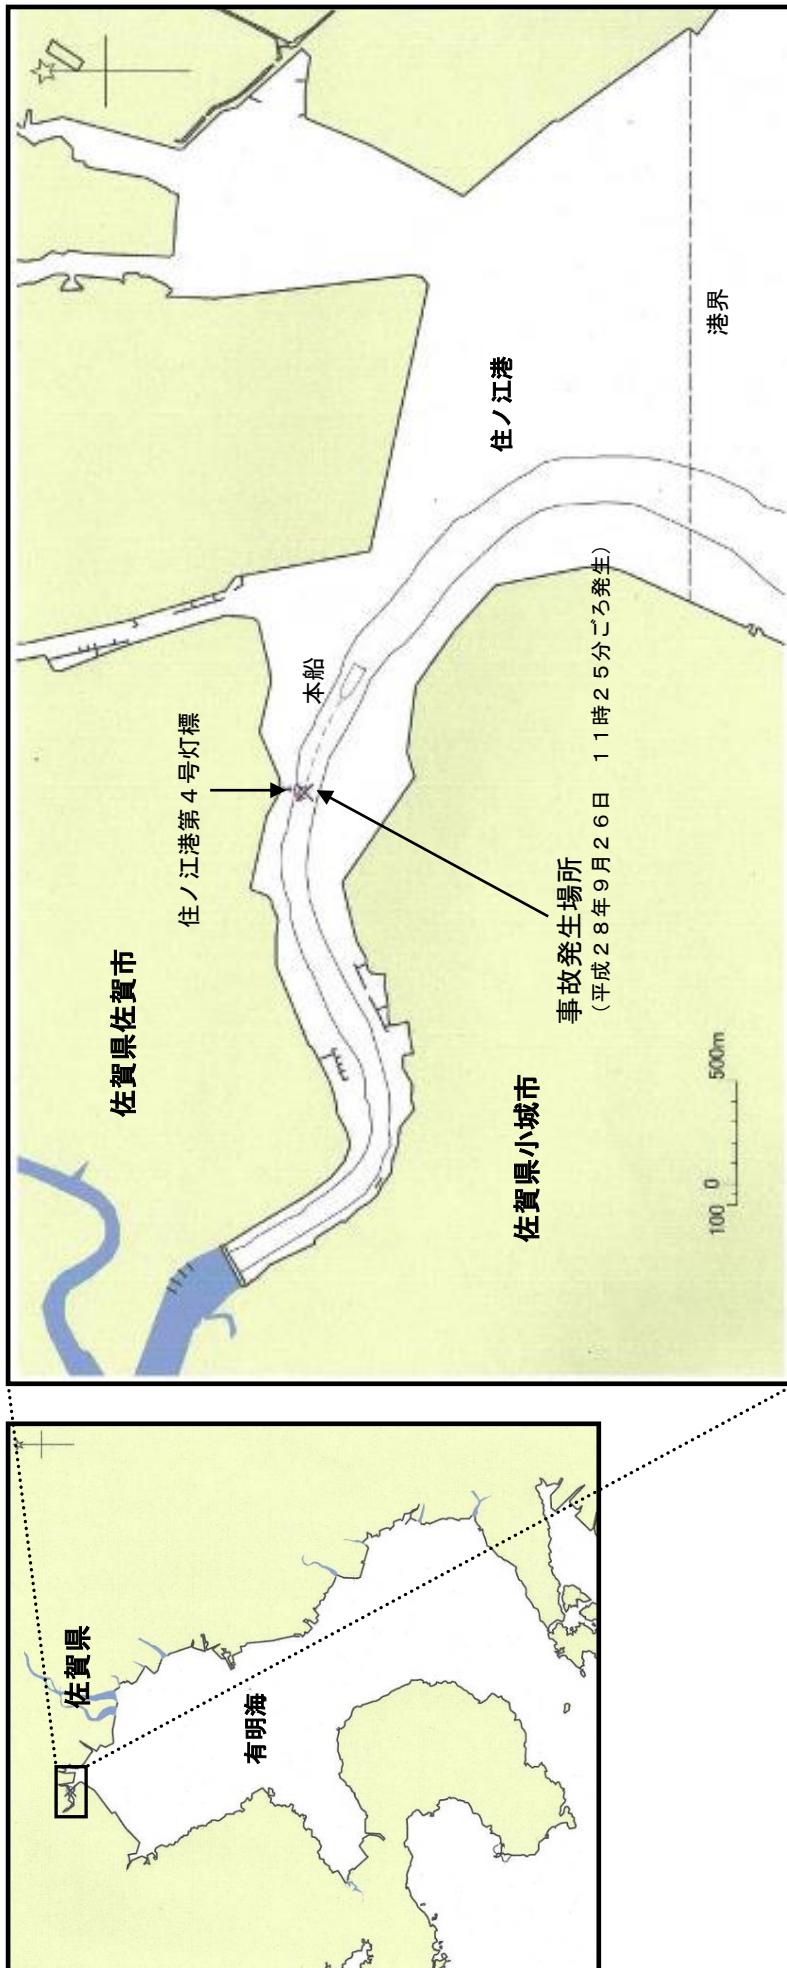 佐賀県
有明海
佐賀県佐賀市
住ノ江港第４号灯標
本船
住ノ江港
港界
事故発生場所
（平成２８年９月２６日　１１時２５分ごろ発生）
佐賀県小城市
100 0 500m